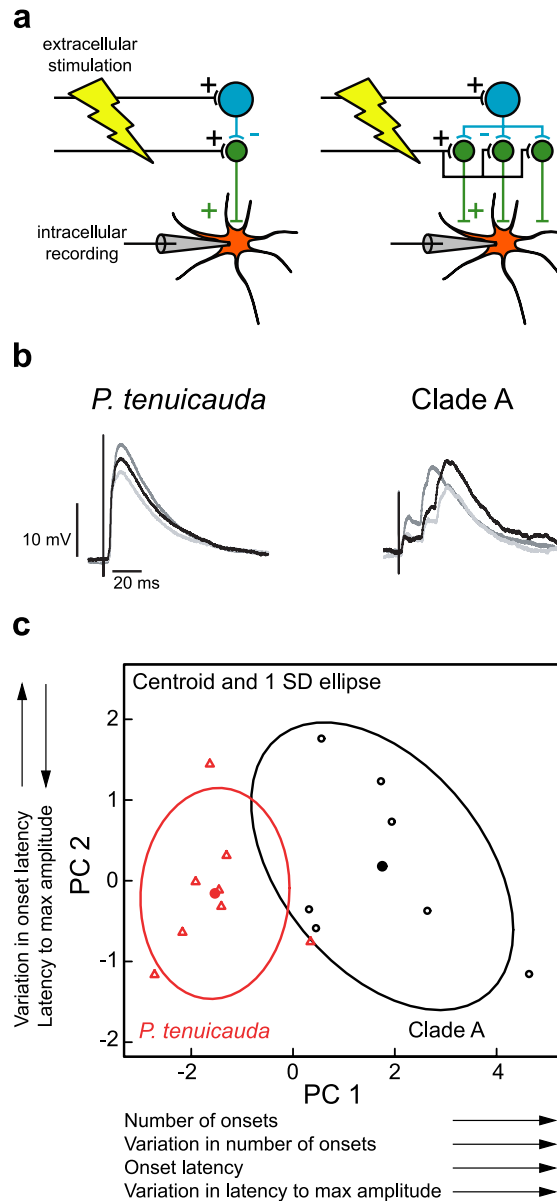 a
extracellular
stimulation
+
+
-
+
intracellular
recording
+
+
-
+
b
P. tenuicauda
Clade A
10 mV
20 ms
c
Centroid and 1 SD ellipse
Variation in onset latency
Latency to max amplitude
PC 2
2
1
0
-1
-2
P. tenuicauda
Clade A
-2
0
2
4
PC 1
Number of onsets
Variation in number of onsets
Onset latency
Variation in latency to max amplitude